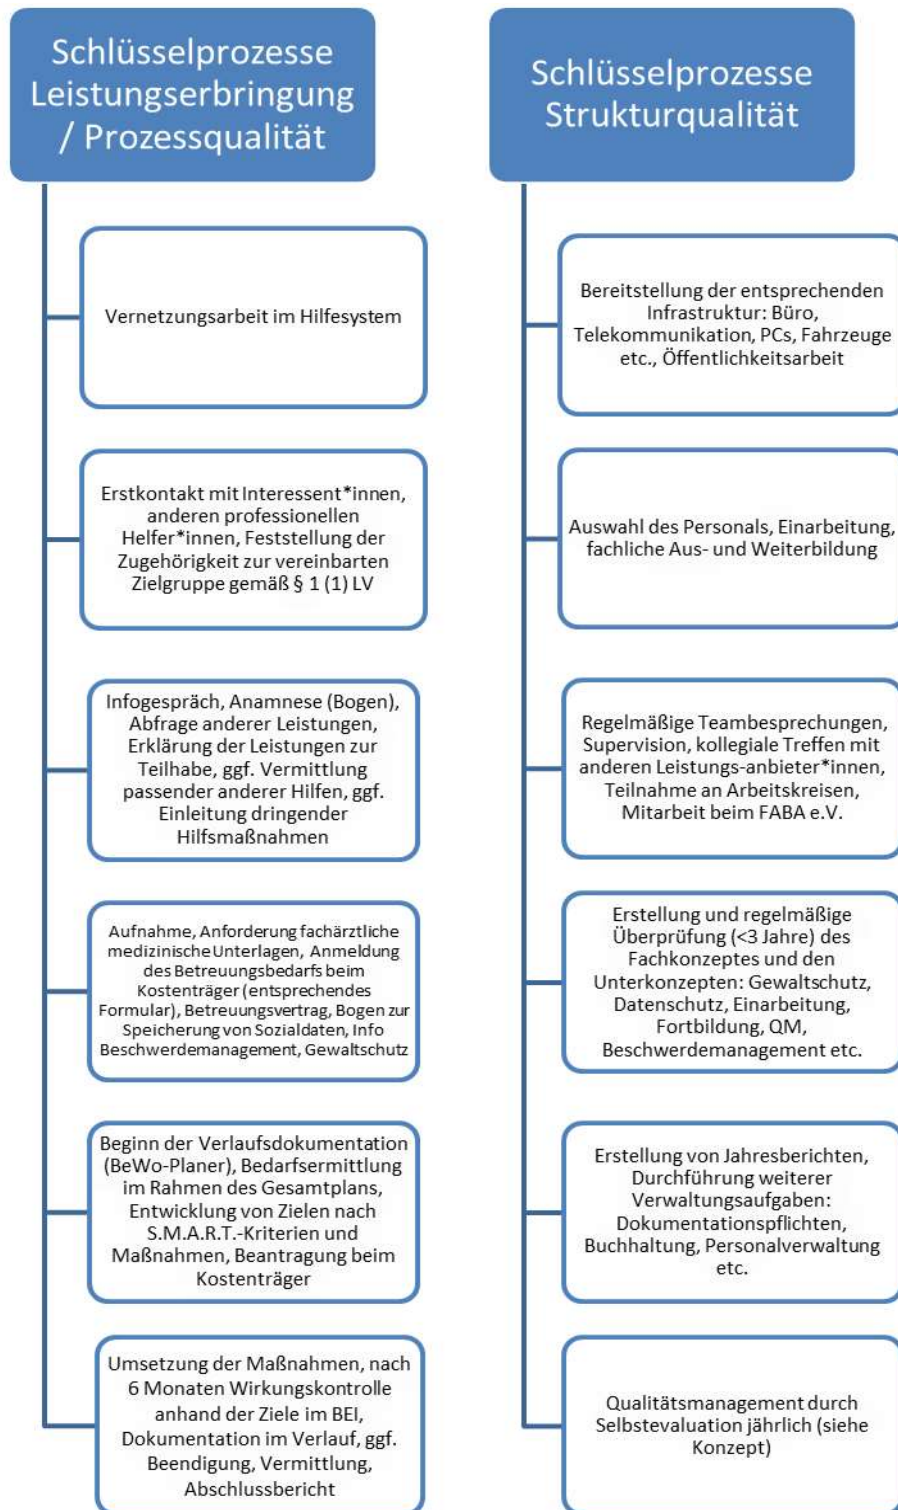 Schlüsselprozesse
Leistungserbringung
/ Prozessqualität
Vernetzungsarbeit im Hilfesystem
Erstkontakt mit Interessent*innen,
anderen professionellen
Helfer*innen, Feststellung der
Zugehörigkeit zur vereinbarten
Zielgruppe gemäß § 1 (1) LV
Infogespräch, Anamnese (Bogen),
Abfrage anderer Leistungen,
Erklärung der Leistungen zur
Teilhabe, ggf. Vermittlung
passender anderer Hilfen, ggf.
Einleitung dringender
Hilfsmaßnahmen
Aufnahme, Anforderung fachärztliche
medizinische Unterlagen, Anmeldung
des Betreuungsbedarfs beim
Kostenträger (entsprechendes
Formular), Betreuungsvertrag, Bogen zur
Speicherung von Sozialdaten, Info
Beschwerdemanagement, Gewaltschutz
Beginn der Verlaufsdokumentation
(BeWo-Planer), Bedarfsermittlung
im Rahmen des Gesamtplans,
Entwicklung von Zielen nach
S.M.A.R.T.-Kriterien und
Maßnahmen, Beantragung beim
Kostenträger
Umsetzung der Maßnahmen, nach
6 Monaten Wirkungskontrolle
anhand der Ziele im BEI,
Dokumentation im Verlauf, ggf.
Beendigung, Vermittlung,
Abschlussbericht
Schlüsselprozesse
Strukturqualität
Bereitstellung der entsprechenden
Infrastruktur: Büro,
Telekommunikation, PCs, Fahrzeuge
etc., Öffentlichkeitsarbeit
Auswahl des Personals, Einarbeitung,
fachliche Aus- und Weiterbildung
Regelmäßige Teambesprechungen,
Supervision, kollegiale Treffen mit
anderen Leistungs-anbieter*innen,
Teilnahme an Arbeitskreisen,
Mitarbeit beim FABA e.V.
Erstellung und regelmäßige
Überprüfung (<3 Jahre) des
Fachkonzeptes und den
Unterkonzepten: Gewaltschutz,
Datenschutz, Einarbeitung,
Fortbildung, QM,
Beschwerdemanagement etc.
Erstellung von Jahresberichten,
Durchführung weiterer
Verwaltungsaufgaben:
Dokumentationspflichten,
Buchhaltung, Personalverwaltung
etc.
Qualitätsmanagement durch
Selbstevaluation jährlich (siehe
Konzept)